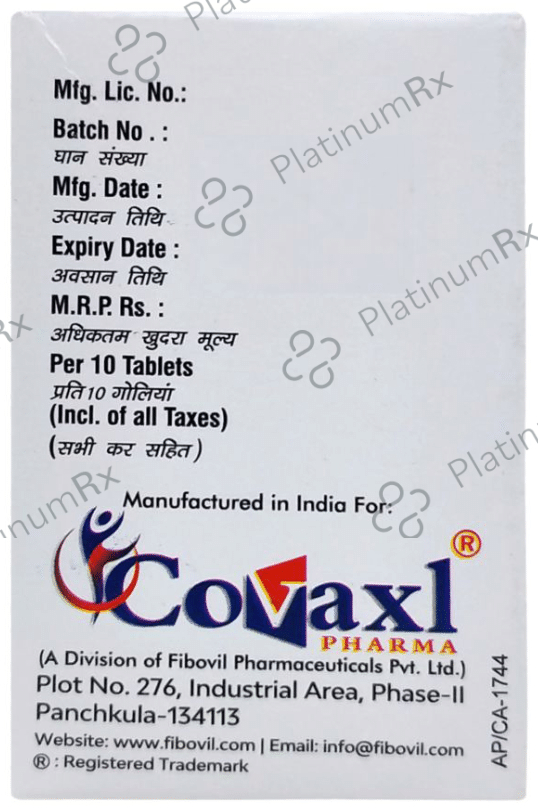 Mfg. Lic. No.:
Batch No . :
घान संख्या
Mfg. Date :
उत्पादन तिथि
Expiry Date :
अवसान तिथि
M.R.P. Rs. :
अधिकतम खुदरा मूल्य
Per 10 Tablets
प्रति 10 गोलियां
(Incl. of all Taxes)
(सभी कर सहित)
Manufactured in India For:
Covaxl ®
PHARMA
(A Division of Fibovil Pharmaceuticals Pvt. Ltd.)
Plot No. 276, Industrial Area, Phase-II
Panchkula-134113
Website: www.fibovil.com | Email: info@fibovil.com
® : Registered Trademark
AP/CA-1744
PlatinumRx
PlatinumRx